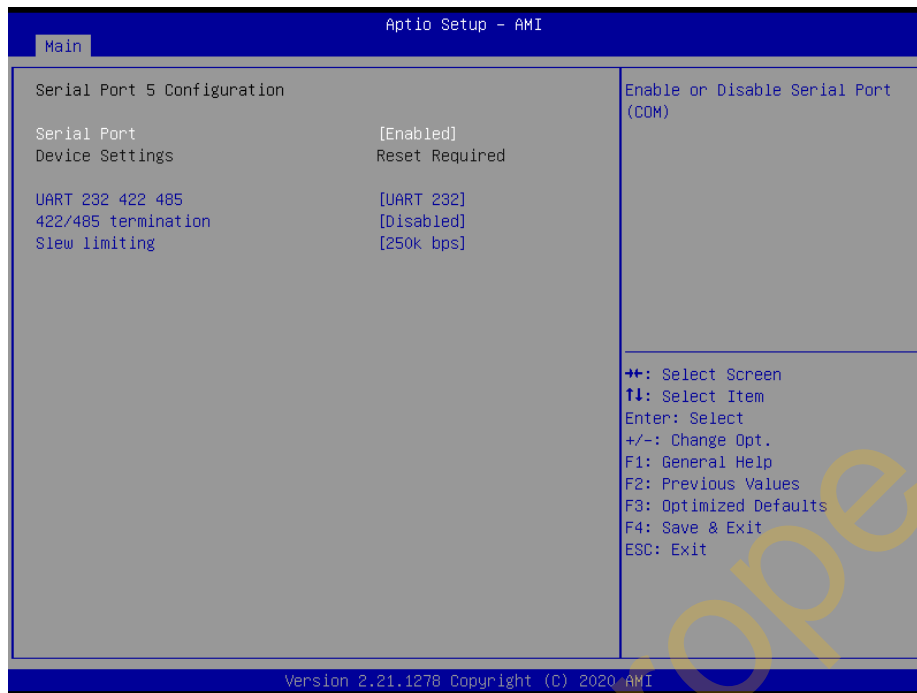 Aptio Setup – AMI
Main
Serial Port 5 Configuration
Serial Port [Enabled]
Device Settings Reset Required
UART 232 422 485 [UART 232]
422/485 termination [Disabled]
Slew limiting [250k bps]
Enable or Disable Serial Port
(COM)
→←: Select Screen
↑↓: Select Item
Enter: Select
+/-: Change Opt.
F1: General Help
F2: Previous Values
F3: Optimized Defaults
F4: Save & Exit
ESC: Exit
Version 2.21.1278 Copyright (C) 2020 AMI
rope